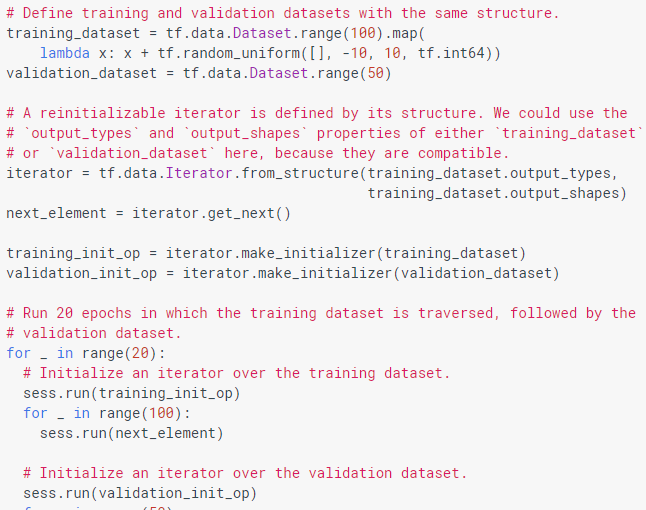 # Define training and validation datasets with the same structure.
training_dataset = tf.data.Dataset.range(100).map(
    lambda x: x + tf.random_uniform([], -10, 10, tf.int64))
validation_dataset = tf.data.Dataset.range(50)

# A reinitializable iterator is defined by its structure. We could use the
# `output_types` and `output_shapes` properties of either `training_dataset`
# or `validation_dataset` here, because they are compatible.
iterator = tf.data.Iterator.from_structure(training_dataset.output_types,
                                           training_dataset.output_shapes)
next_element = iterator.get_next()

training_init_op = iterator.make_initializer(training_dataset)
validation_init_op = iterator.make_initializer(validation_dataset)

# Run 20 epochs in which the training dataset is traversed, followed by the
# validation dataset.
for _ in range(20):
  # Initialize an iterator over the training dataset.
  sess.run(training_init_op)
  for _ in range(100):
    sess.run(next_element)

  # Initialize an iterator over the validation dataset.
  sess.run(validation_init_op)